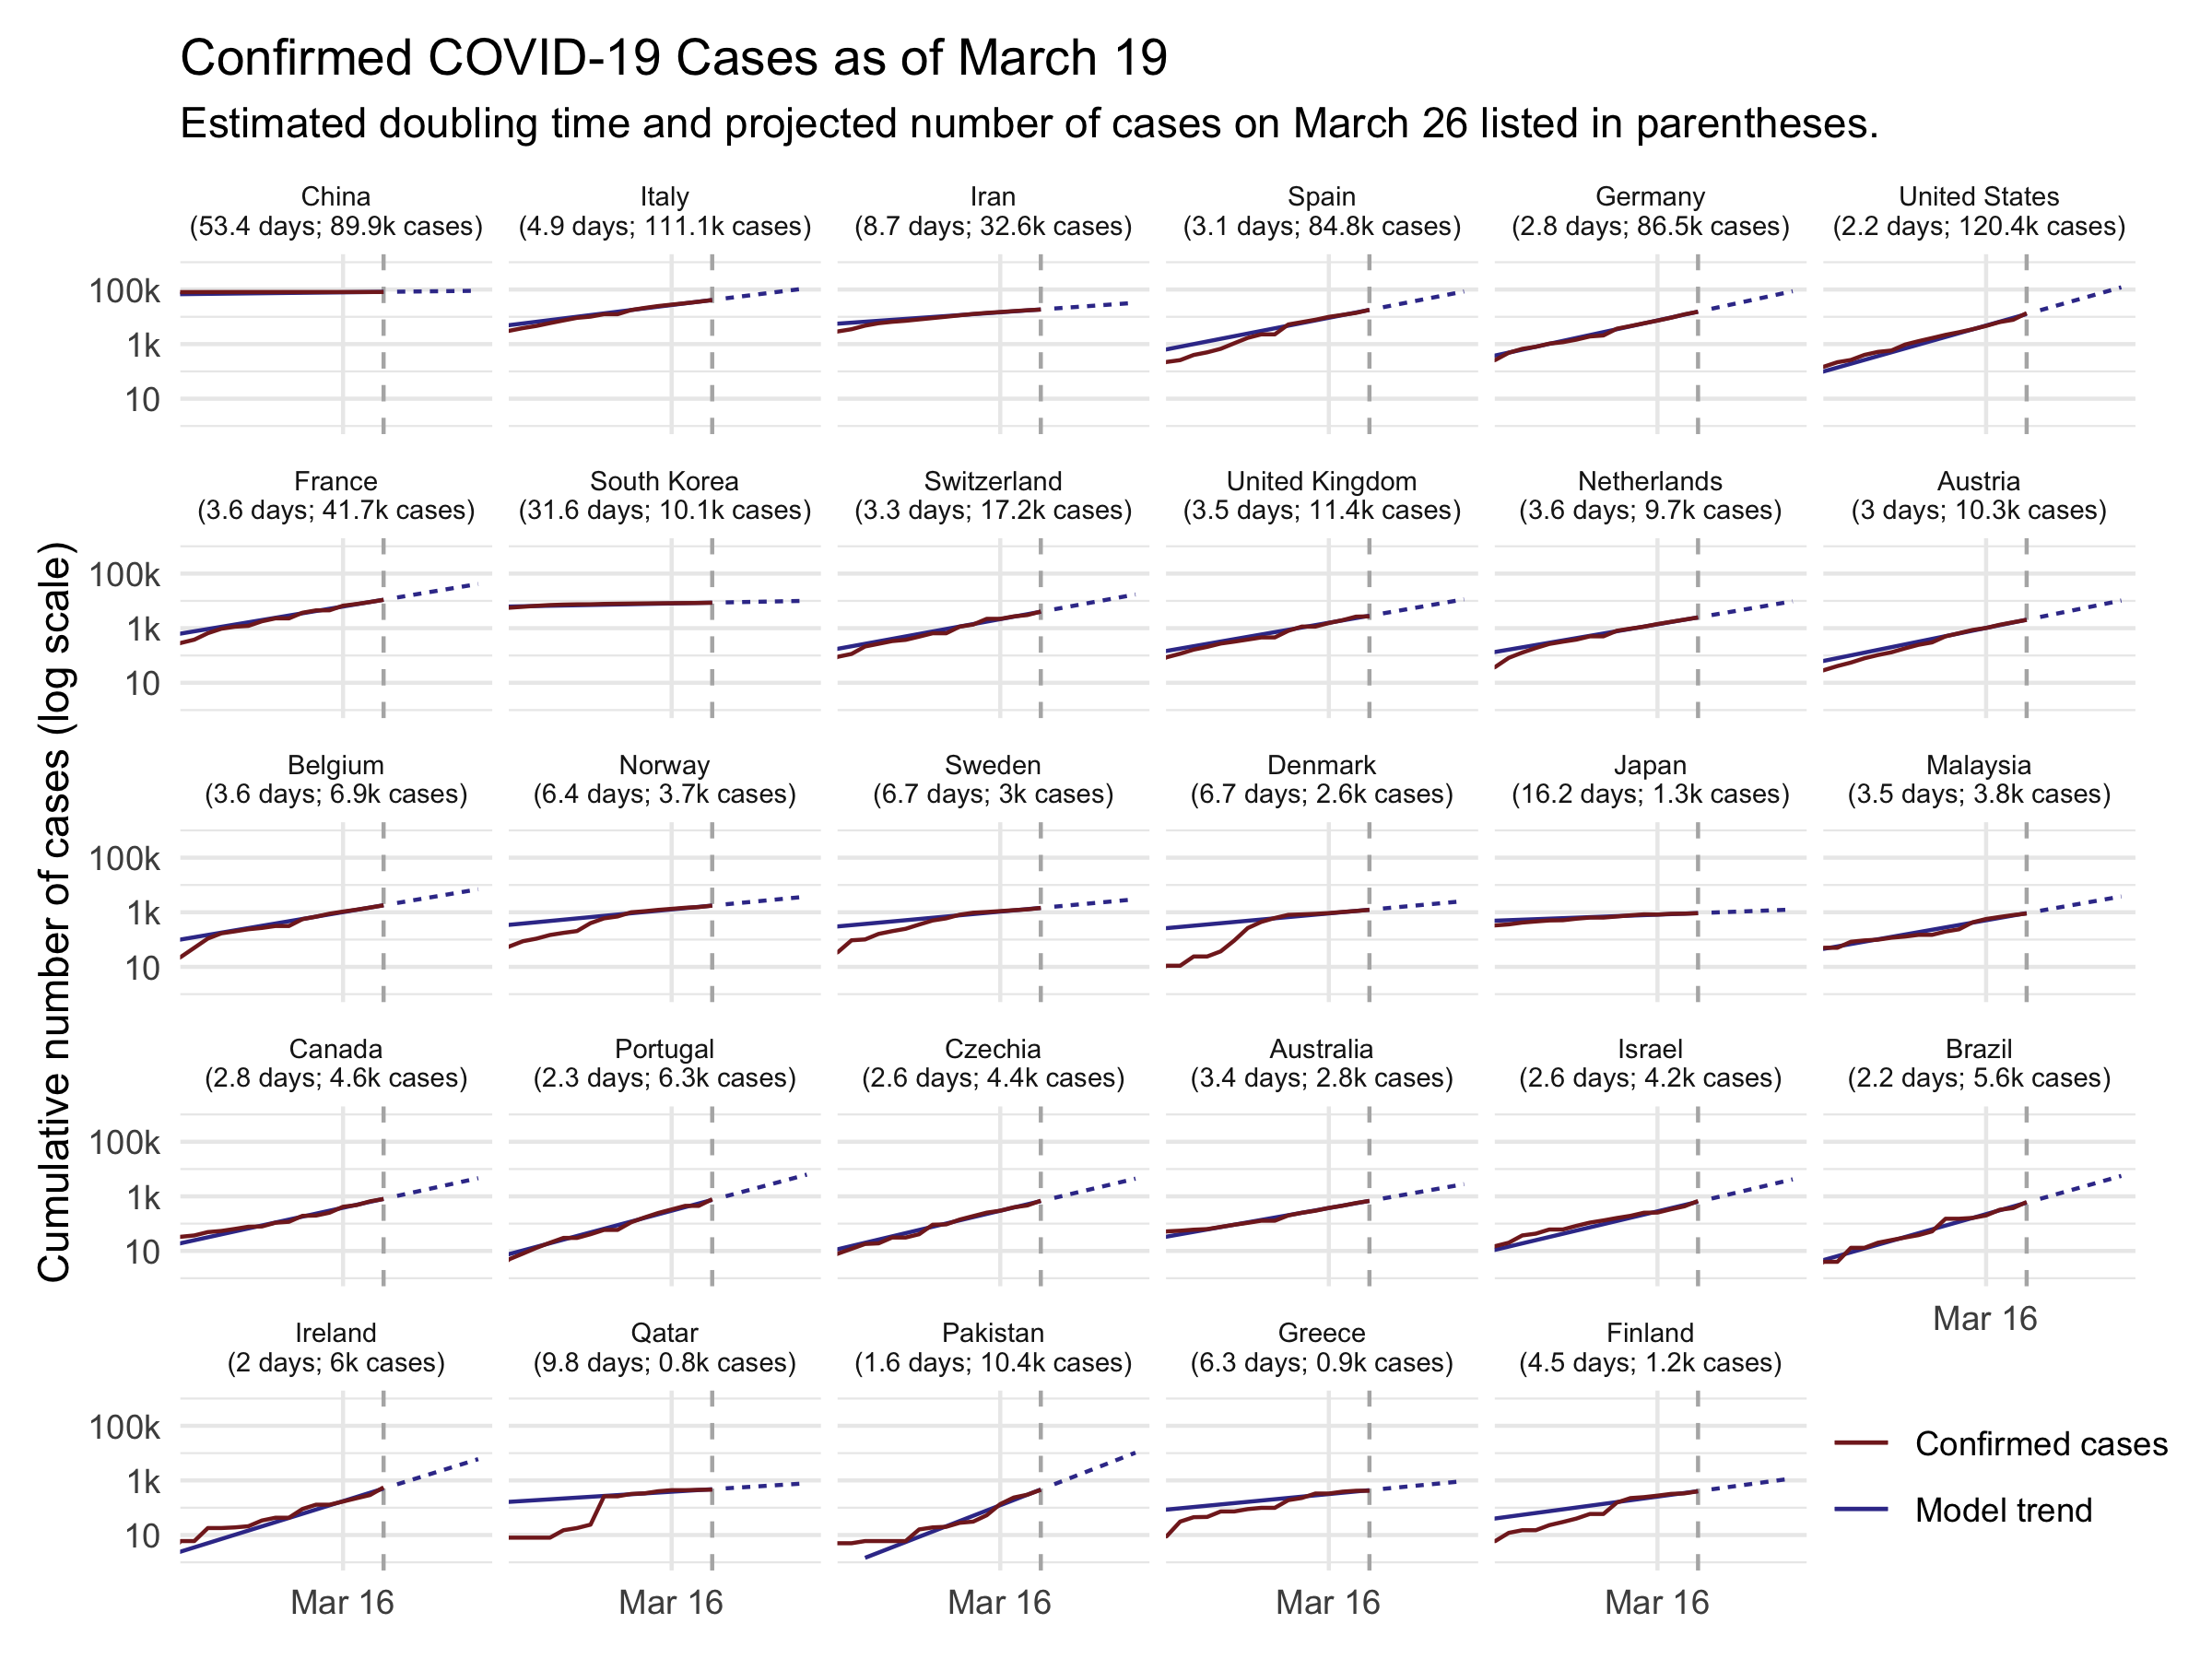 Confirmed COVID-19 Cases as of March 19
Estimated doubling time and projected number of cases on March 26 listed in parentheses.
Cumulative number of cases (log scale)
China
(53.4 days; 89.9k cases)
Italy
(4.9 days; 111.1k cases)
Iran
(8.7 days; 32.6k cases)
Spain
(3.1 days; 84.8k cases)
Germany
(2.8 days; 86.5k cases)
United States
(2.2 days; 120.4k cases)
100k
1k
10
France
(3.6 days; 41.7k cases)
South Korea
(31.6 days; 10.1k cases)
Switzerland
(3.3 days; 17.2k cases)
United Kingdom
(3.5 days; 11.4k cases)
Netherlands
(3.6 days; 9.7k cases)
Austria
(3 days; 10.3k cases)
100k
1k
10
Belgium
(3.6 days; 6.9k cases)
Norway
(6.4 days; 3.7k cases)
Sweden
(6.7 days; 3k cases)
Denmark
(6.7 days; 2.6k cases)
Japan
(16.2 days; 1.3k cases)
Malaysia
(3.5 days; 3.8k cases)
100k
1k
10
Canada
(2.8 days; 4.6k cases)
Portugal
(2.3 days; 6.3k cases)
Czechia
(2.6 days; 4.4k cases)
Australia
(3.4 days; 2.8k cases)
Israel
(2.6 days; 4.2k cases)
Brazil
(2.2 days; 5.6k cases)
100k
1k
10
Mar 16
Ireland
(2 days; 6k cases)
Qatar
(9.8 days; 0.8k cases)
Pakistan
(1.6 days; 10.4k cases)
Greece
(6.3 days; 0.9k cases)
Finland
(4.5 days; 1.2k cases)
100k
1k
10
Mar 16
Mar 16
Mar 16
Mar 16
Mar 16
Confirmed cases
Model trend